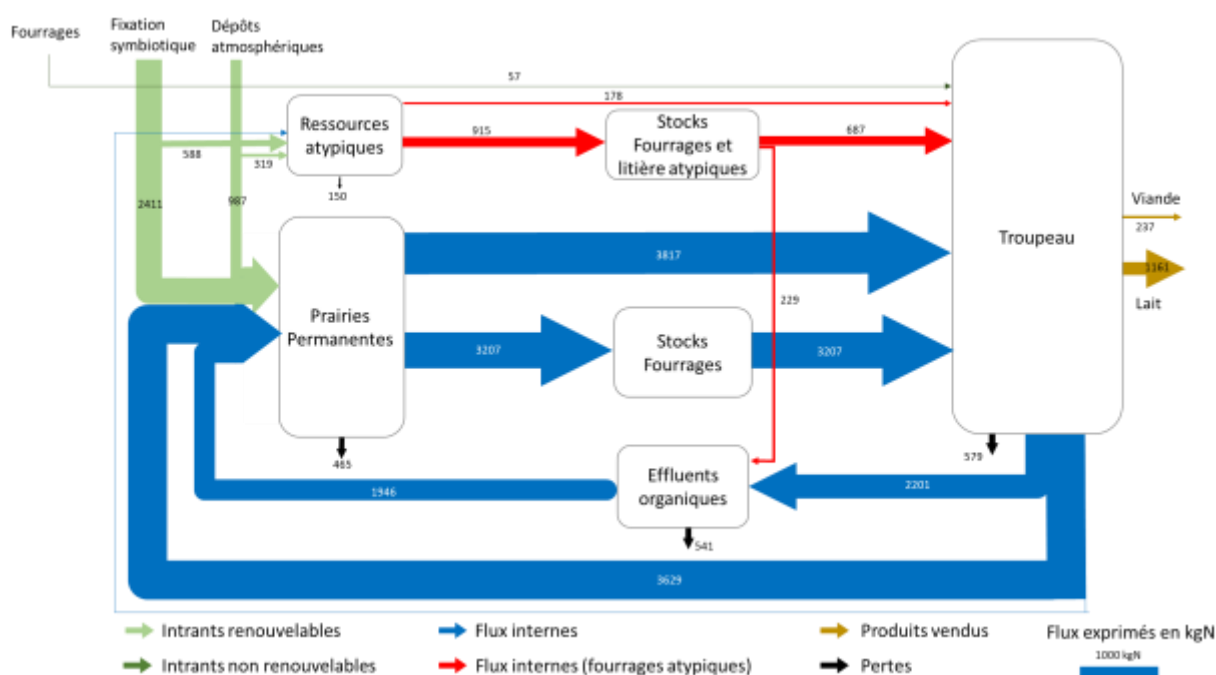 Fourrages
Fixation
symbiotique
Dépôts
atmosphériques
57
178
Ressources
atypiques
915
Stocks
Fourrages et
litière atypiques
687
588
319
150
2411
987
Troupeau
Viande
237
1161
Lait
3817
229
Prairies
Permanentes
3207
Stocks
Fourrages
3207
465
579
Effluents
organiques
1946
2201
541
3629
Intrants renouvelables
Flux internes
Produits vendus
Flux exprimés en kgN
1000 kgN
Intrants non renouvelables
Flux internes (fourrages atypiques)
Pertes